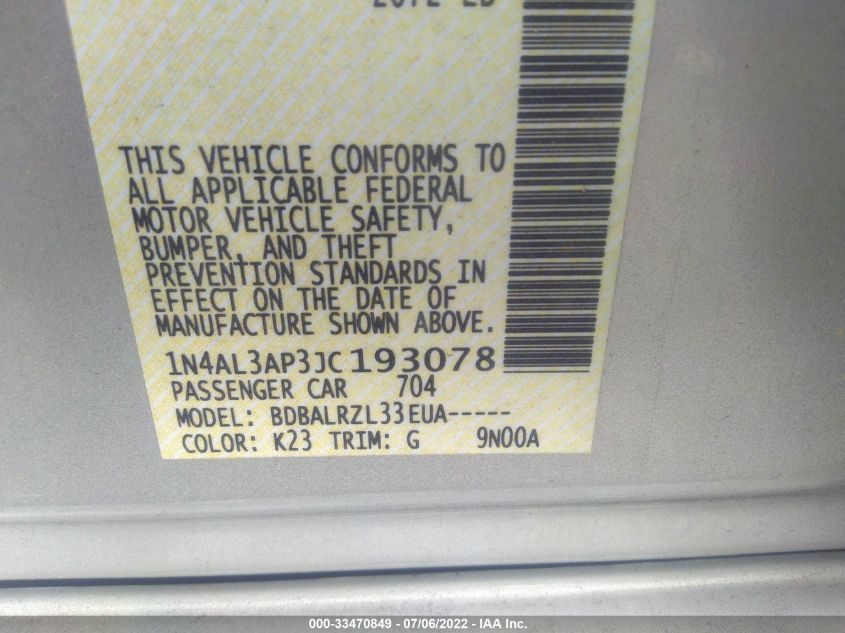 THIS VEHICLE CONFORMS TO
ALL APPLICABLE FEDERAL
MOTOR VEHICLE SAFETY,
BUMPER, AND THEFT
PREVENTION STANDARDS IN
EFFECT ON THE DATE OF
MANUFACTURE SHOWN ABOVE.
1N4AL3AP3JC193078
PASSENGER CAR 704
MODEL: BDBALRZL33EUA-----
COLOR: K23 TRIM: G 9N00A
000-33470849 - 07/06/2022 - IAA Inc.